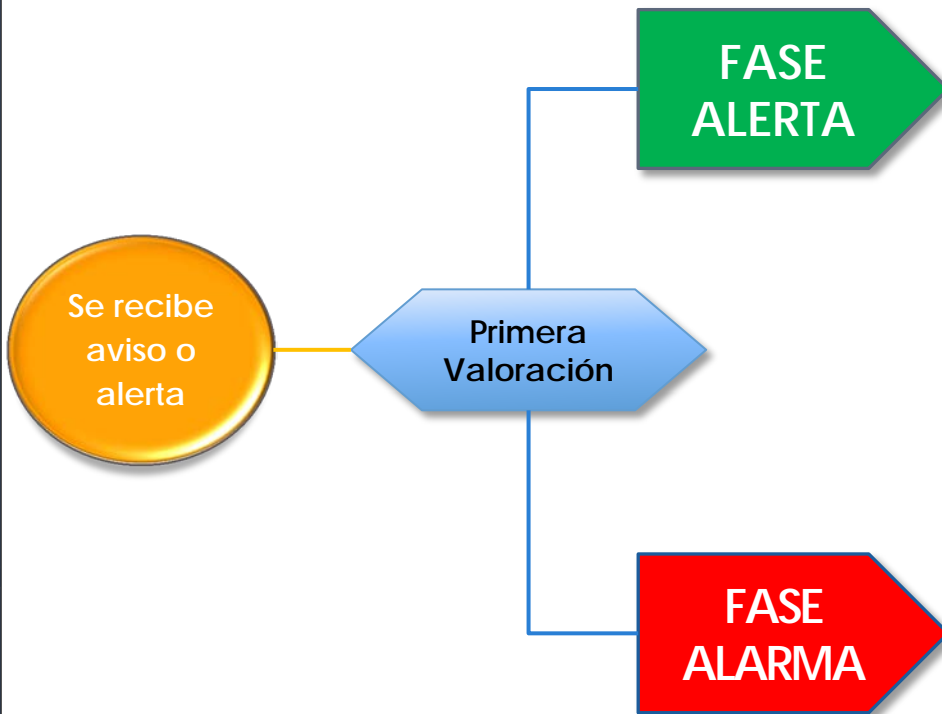 FASE
ALERTA
Se recibe
aviso o
alerta
Primera
Valoración
FASE
ALARMA